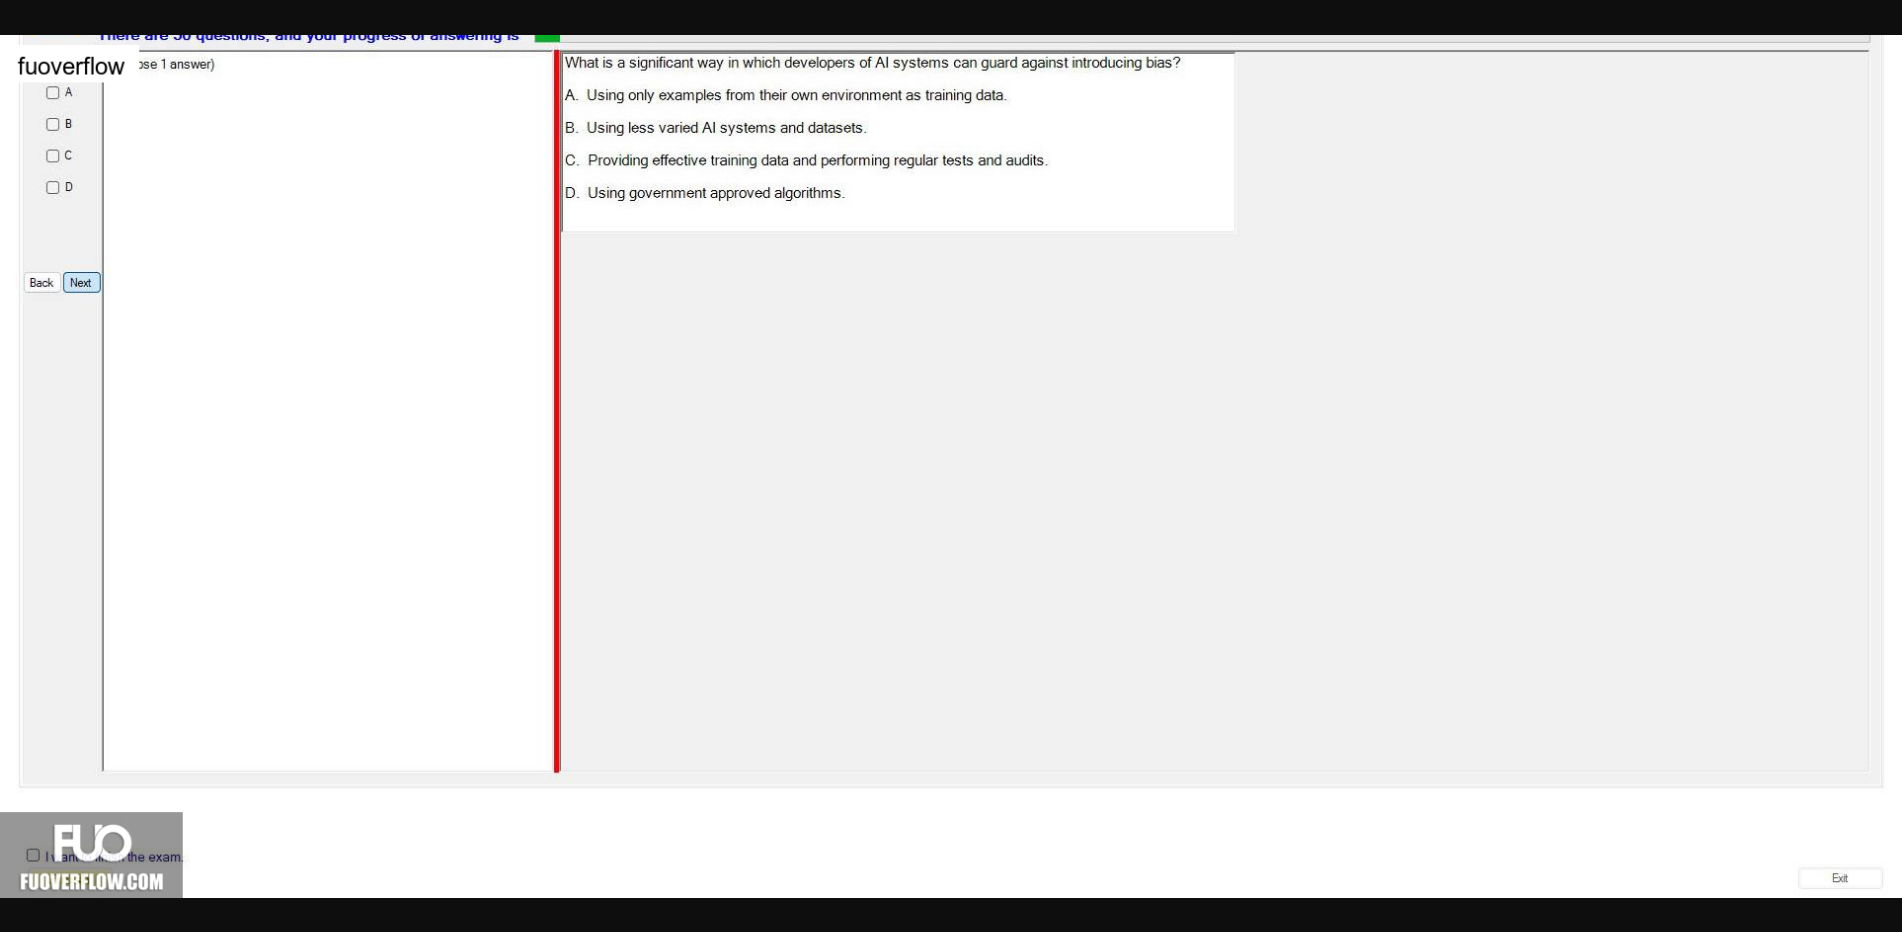 There are 50 questions, and your progress of answering is
fuoverflow
ose 1 answer)
A
B
C
D
Back
Next
What is a significant way in which developers of AI systems can guard against introducing bias?
A. Using only examples from their own environment as training data.
B. Using less varied AI systems and datasets.
C. Providing effective training data and performing regular tests and audits.
D. Using government approved algorithms.
FUO
I want the exam.
FUOVERFLOW.COM
Exit